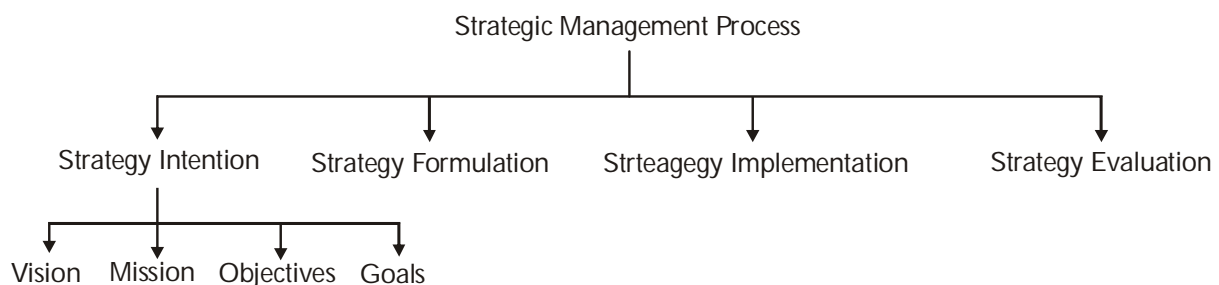 Strategic Management Process
Strategy Intention Strategy Formulation Strteagegy Implementation Strategy Evaluation
Vision Mission Objectives Goals